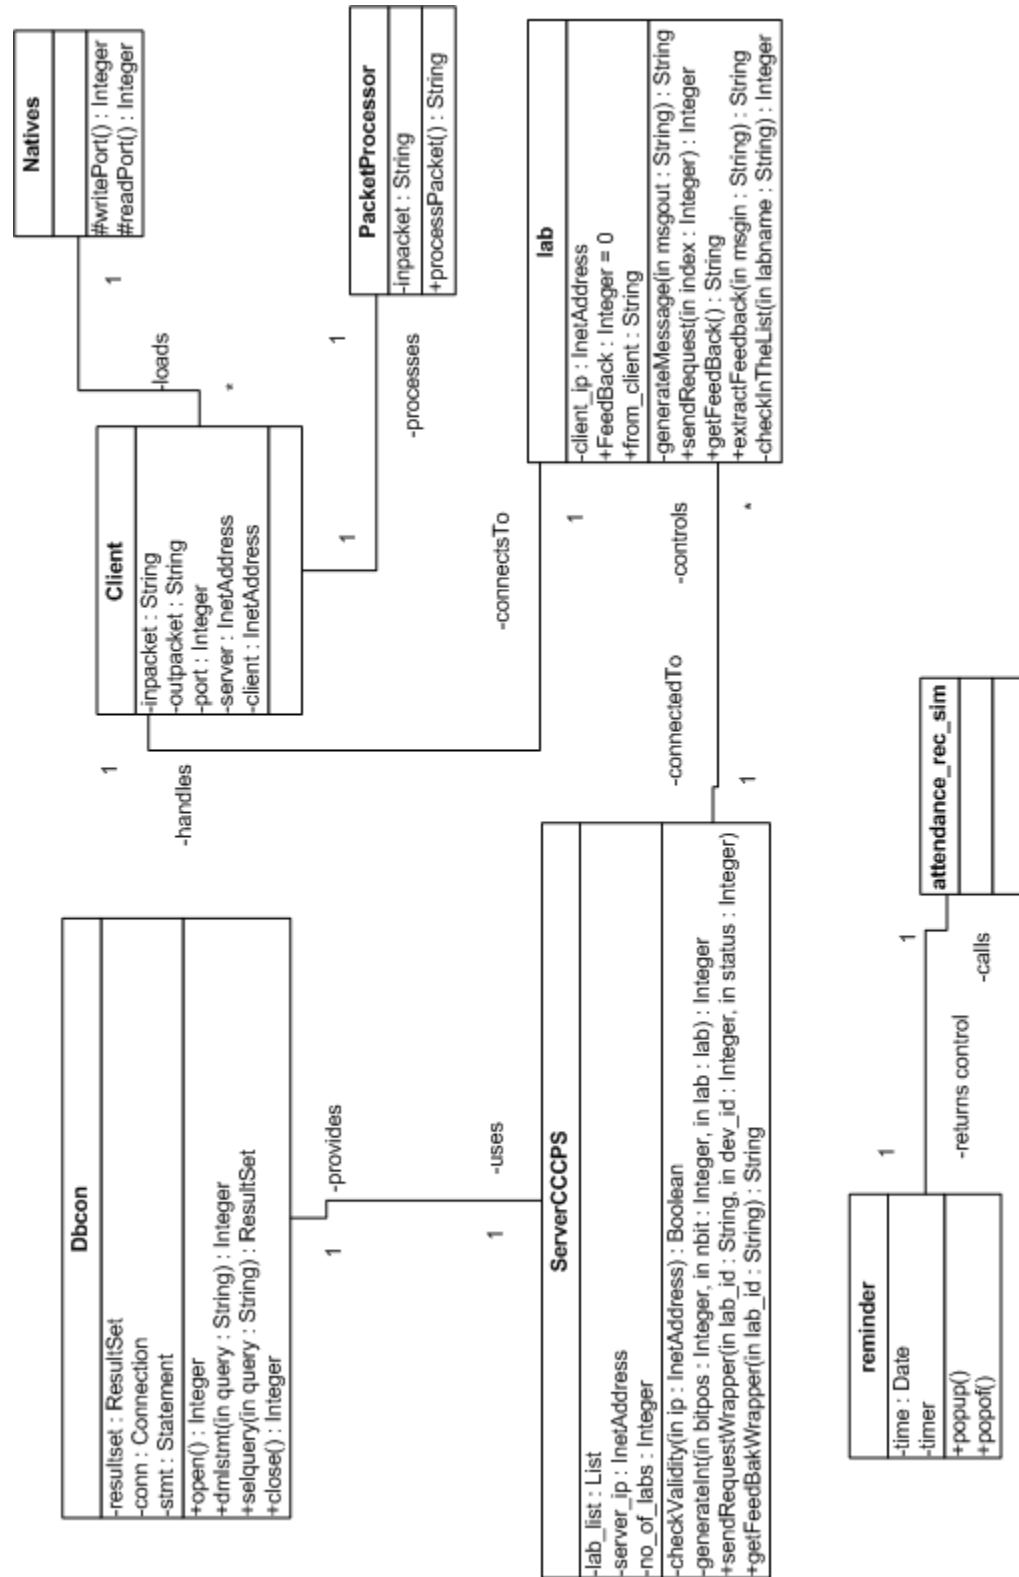 Dbcon
-resultset : ResultSet
-conn : Connection
-stmt : Statement
+open() : Integer
+dmlstmt(in query : String) : Integer
+selquery(in query : String) : ResultSet
+close() : Integer
1
-provides
-uses
1
Client
-inpacket : String
-outpacket : String
-port : Integer
-server : InetAddress
-client : InetAddress
1
-handles
-loads
*
1
Natives
#writePort() : Integer
#readPort() : Integer
1
-processes
1
PacketProcessor
-inpacket : String
+processPacket() : String
-connectsTo
1
ServerCCCPS
-lab_list : List
-server_ip : InetAddress
-no_of_labs : Integer
-checkValidity(in ip : InetAddress) : Boolean
-generateInt(in bitpos : Integer, in nbit : Integer, in lab : lab) : Integer
+sendRequestWrapper(in lab_id : String, in dev_id : Integer, in status : Integer)
+getFeedBakWrapper(in lab_id : String) : String
-connectedTo
1
-controls
*
lab
-client_ip : InetAddress
+FeedBack : Integer = 0
+from_client : String
-generateMessage(in msgout : String) : String
+sendRequest(in index : Integer) : Integer
+getFeedBack() : String
+extractFeedback(in msgin : String) : String
-checkInTheList(in labname : String) : Integer
reminder
-time : Date
-timer
+popup()
+popof()
1
-returns control
1
-calls
attendance_rec_sim